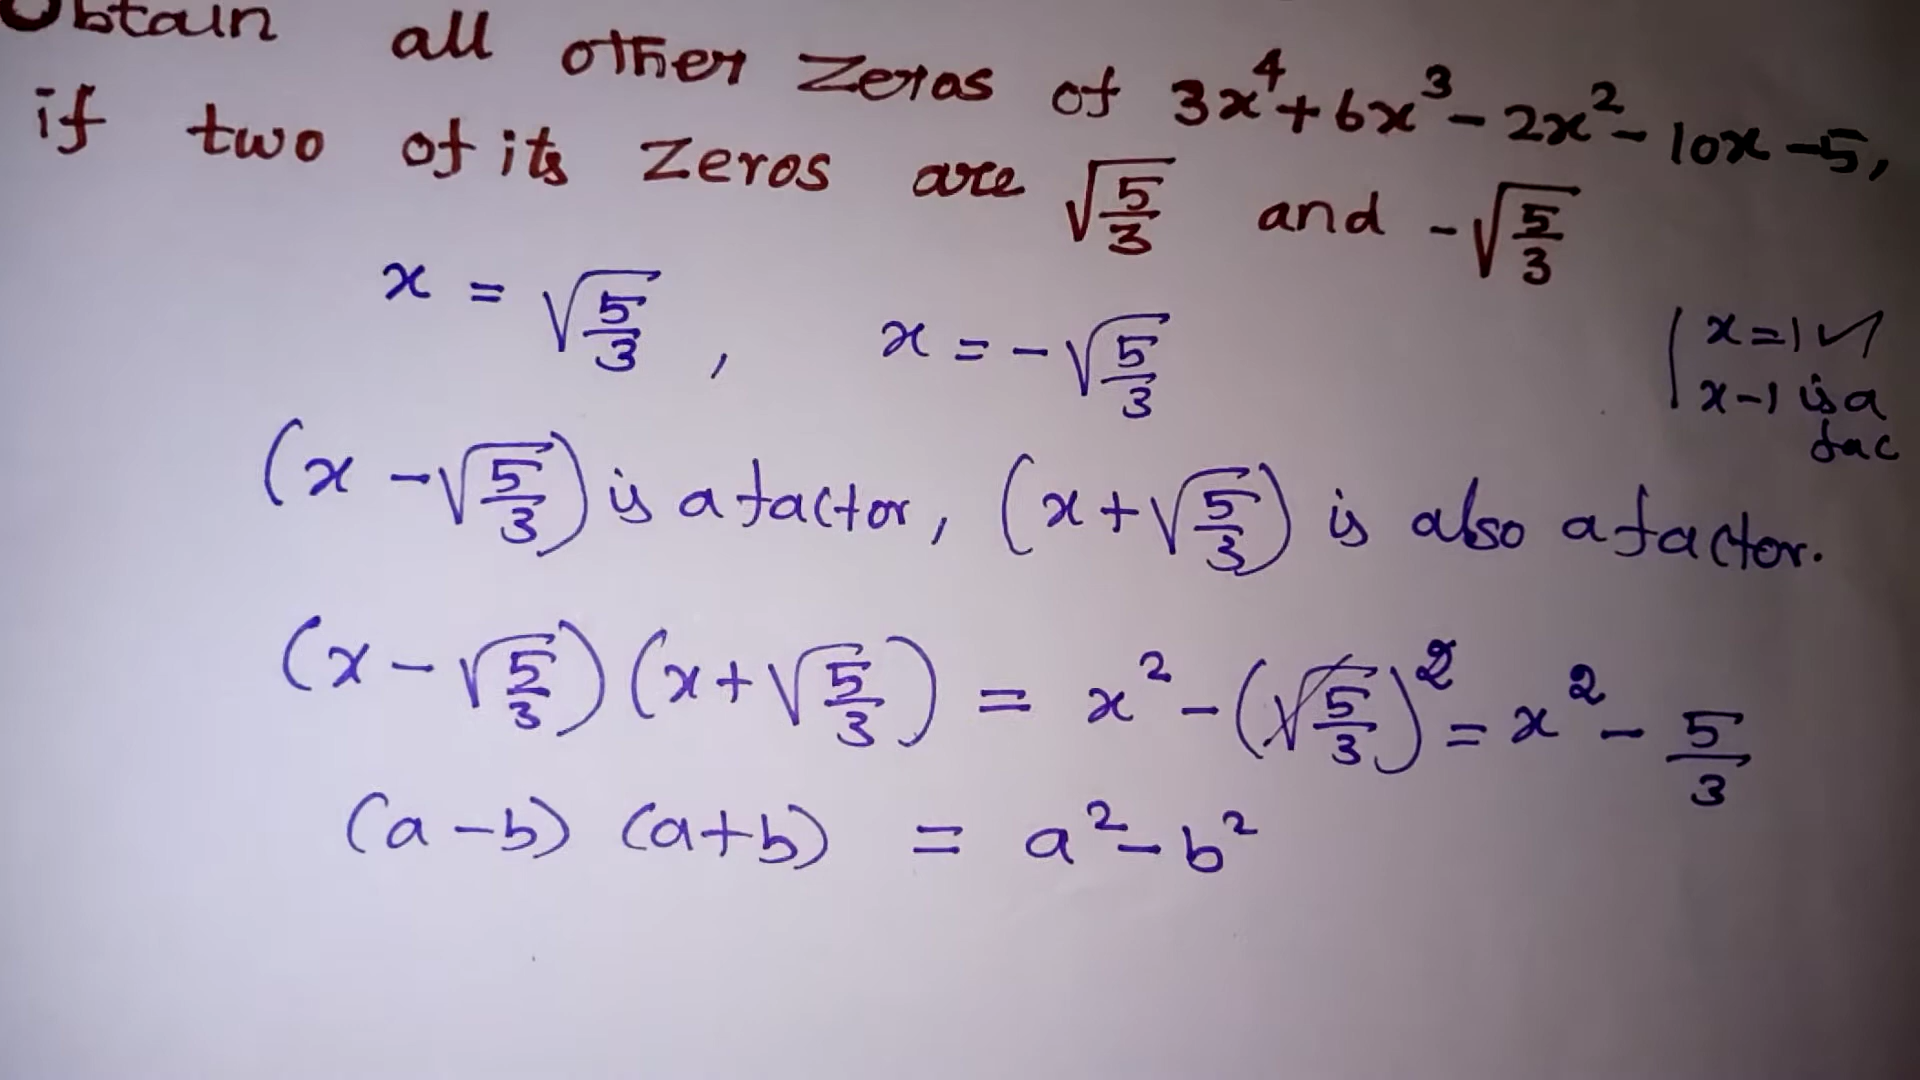 Obtain all other Zeros of 3x⁴+6x³-2x²-10x-5,
if two of its Zeros are √(5/3) and -√(5/3)
x = √(5/3) , x = -√(5/3)
x=1 ✓
x-1 is a
fac
(x-√(5/3)) is a factor, (x+√(5/3)) is also a factor.
(x-√(5/3)) (x+√(5/3)) = x²-(√(5/3))² = x²-5/3
(a-b) (a+b) = a²-b²